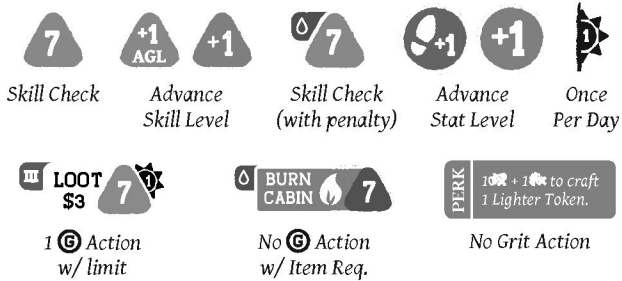 7
+1
AGL
+1
7
+1
+1
1
Skill Check
Advance
Skill Level
Skill Check
(with penalty)
Advance
Stat Level
Once
Per Day
III
LOOT
$3
7
1
BURN
CABIN
7
PERK
+ 1 to craft
1 Lighter Token.
1 G Action
w/ limit
No G Action
w/ Item Req.
No Grit Action